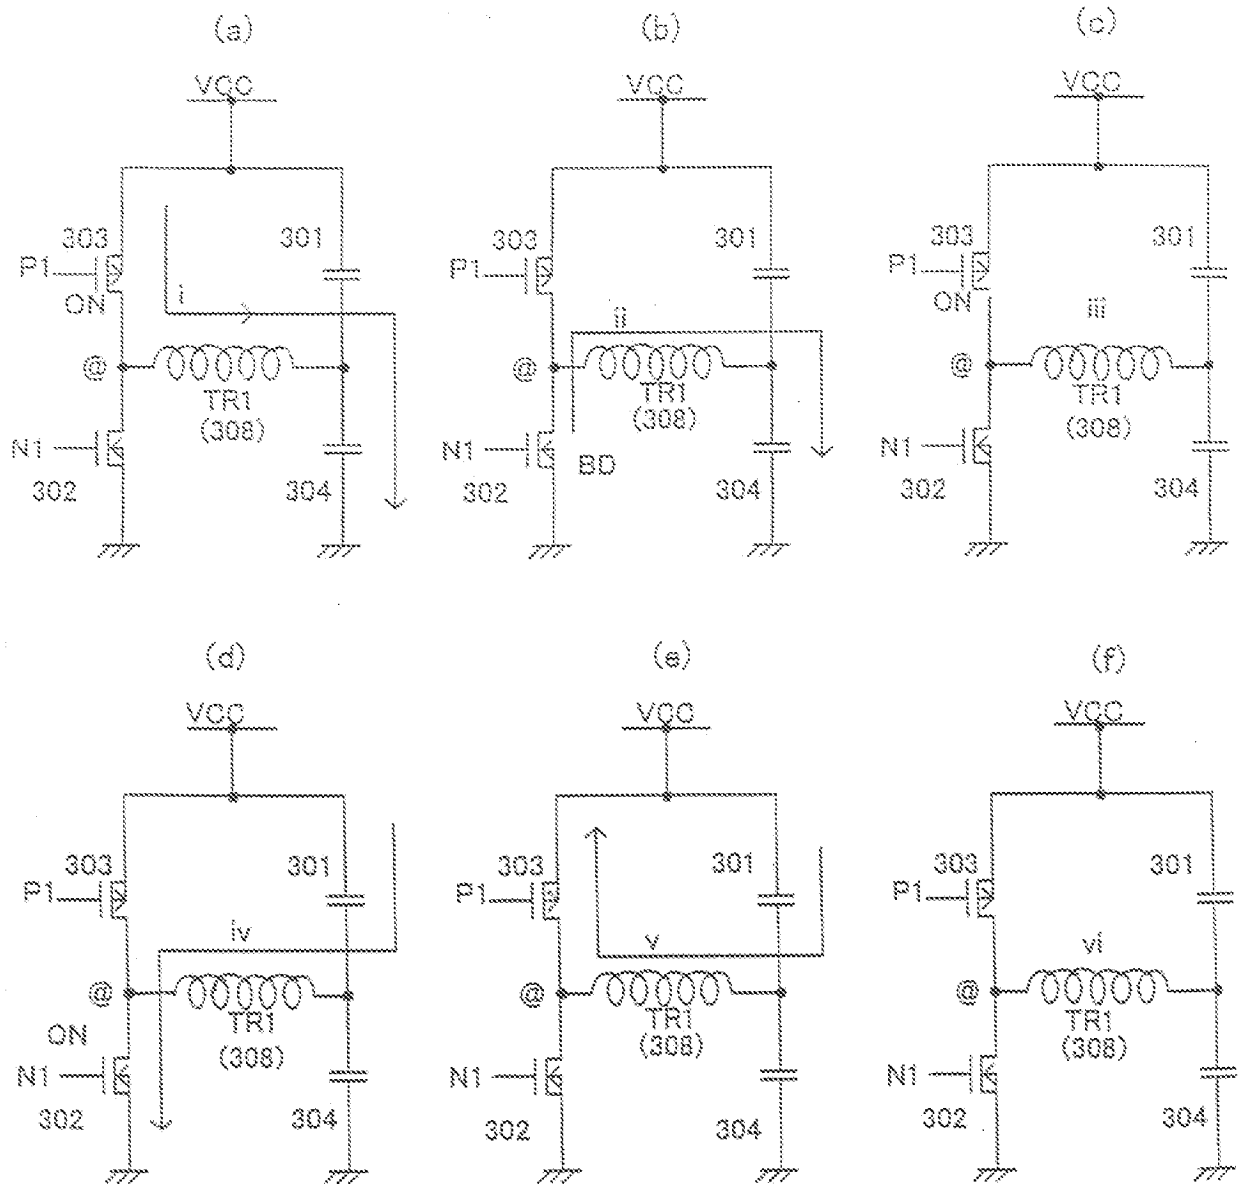 (a)
VCC
303
301
P1
ON
i
@
TR1
(308)
N1
302
304
(b)
VCC
303
301
P1
ii
@
TR1
(308)
N1
BD
302
304
(c)
VCC
303
301
P1
ON
iii
@
TR1
(308)
N1
302
304
(d)
VCC
303
301
P1
iv
@
TR1
ON
(308)
N1
302
304
(e)
VCC
303
301
P1
v
@
TR1
(308)
N1
302
304
(f)
VCC
303
301
P1
vi
@
TR1
(308)
N1
302
304